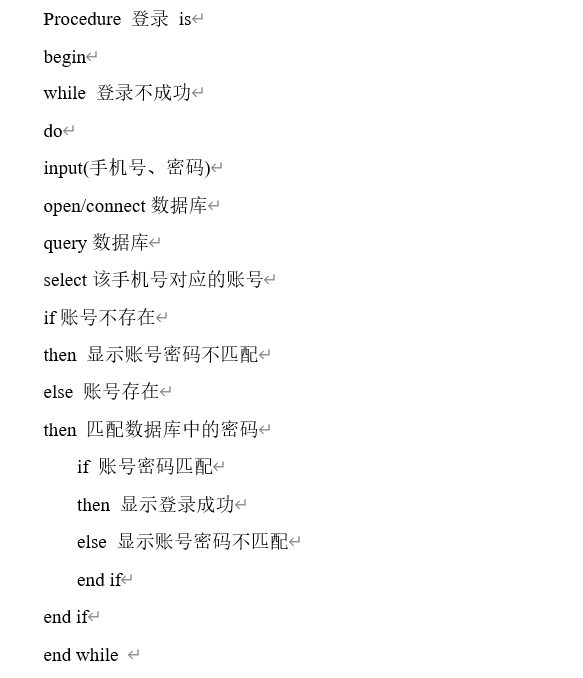 Procedure 登录 is↵
begin↵
while 登录不成功↵
do↵
input(手机号、密码)↵
open/connect 数据库↵
query 数据库↵
select 该手机号对应的账号↵
if 账号不存在↵
then 显示账号密码不匹配↵
else 账号存在↵
then 匹配数据库中的密码↵
if 账号密码匹配↵
then 显示登录成功↵
else 显示账号密码不匹配↵
end if↵
end if↵
end while ↵